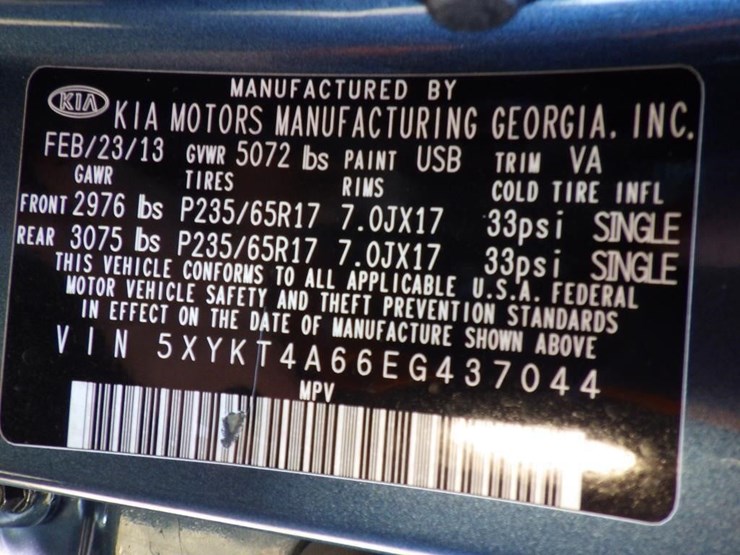 MANUFACTURED BY
KIA KIA MOTORS MANUFACTURING GEORGIA. INC.
FEB/23/13 GVWR 5072 lbs PAINT USB TRIM VA
GAWR TIRES RIMS COLD TIRE INFL
FRONT 2976 lbs P235/65R17 7.0JX17 33psi SINGLE
REAR 3075 lbs P235/65R17 7.0JX17 33psi SINGLE
THIS VEHICLE CONFORMS TO ALL APPLICABLE U.S.A. FEDERAL
MOTOR VEHICLE SAFETY AND THEFT PREVENTION STANDARDS
IN EFFECT ON THE DATE OF MANUFACTURE SHOWN ABOVE
VIN 5XYKT4A66EG437044
MPV